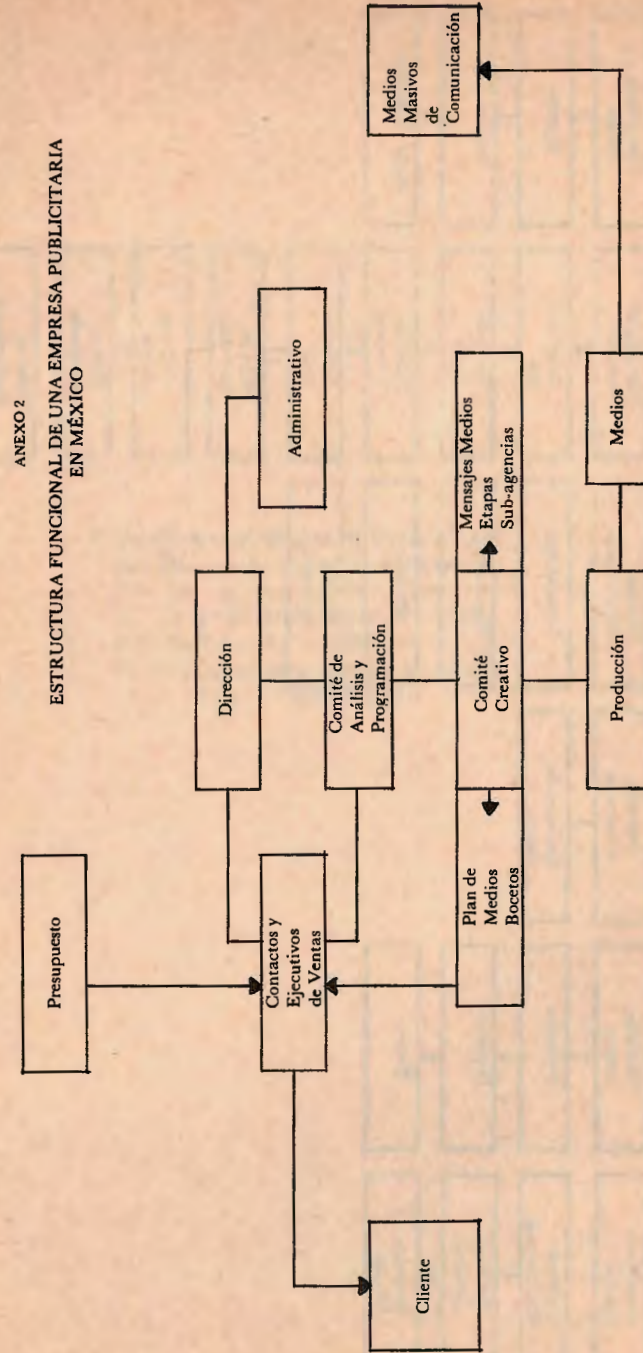 ANEXO 2
ESTRUCTURA FUNCIONAL DE UNA EMPRESA PUBLICITARIA
EN MÉXICO
Presupuesto
Dirección
Administrativo
Contactos y
Ejecutivos
de Ventas
Comité de
Análisis y
Programación
Cliente
Plan de
Medios
Bocetos
Comité
Creativo
Mensajes Medios
Etapas
Sub-agencias
Medios
Masivos
de
Comunicación
Producción
Medios